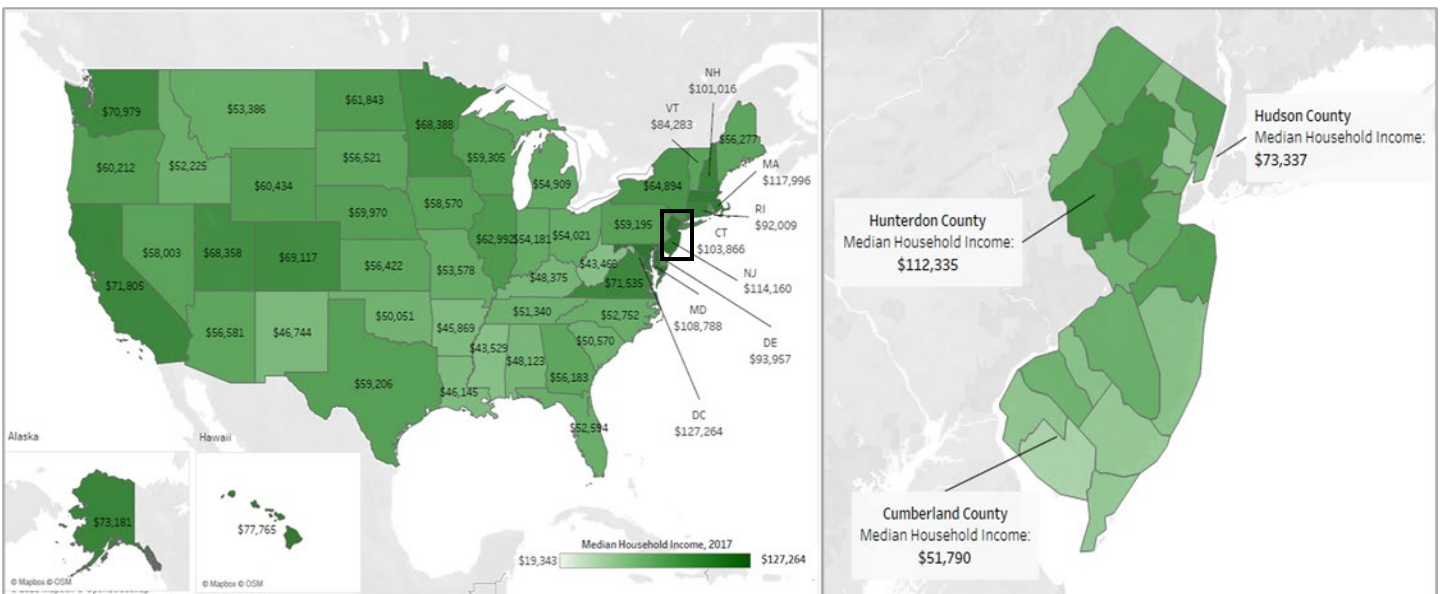 NH
$101,016
VT
$84,283
$70,979
$53,386
$61,843
$68,388
$56,277
$60,212
$52,225
$56,521
$59,305
MA
$117,996
$60,434
$54,909
$64,894
RI
$92,009
$59,970
$58,570
$59,195
CT
$103,866
$58,003
$68,358
$69,117
$62,992
$54,181
$54,021
$56,422
$53,578
$43,469
NJ
$114,160
$71,805
$48,375
$71,535
MD
$108,788
$56,581
$46,744
$50,051
$51,340
$52,752
$45,869
$50,570
DE
$93,957
$43,529
$48,123
$59,206
$56,183
$46,145
DC
$127,264
$52,594
Alaska
Hawaii
$73,181
$77,765
© Mapbox © OSM
© Mapbox © OSM
Median Household Income, 2017
$19,343
$127,264
Hudson County
Median Household Income:
$73,337
Hunterdon County
Median Household Income:
$112,335
Cumberland County
Median Household Income:
$51,790